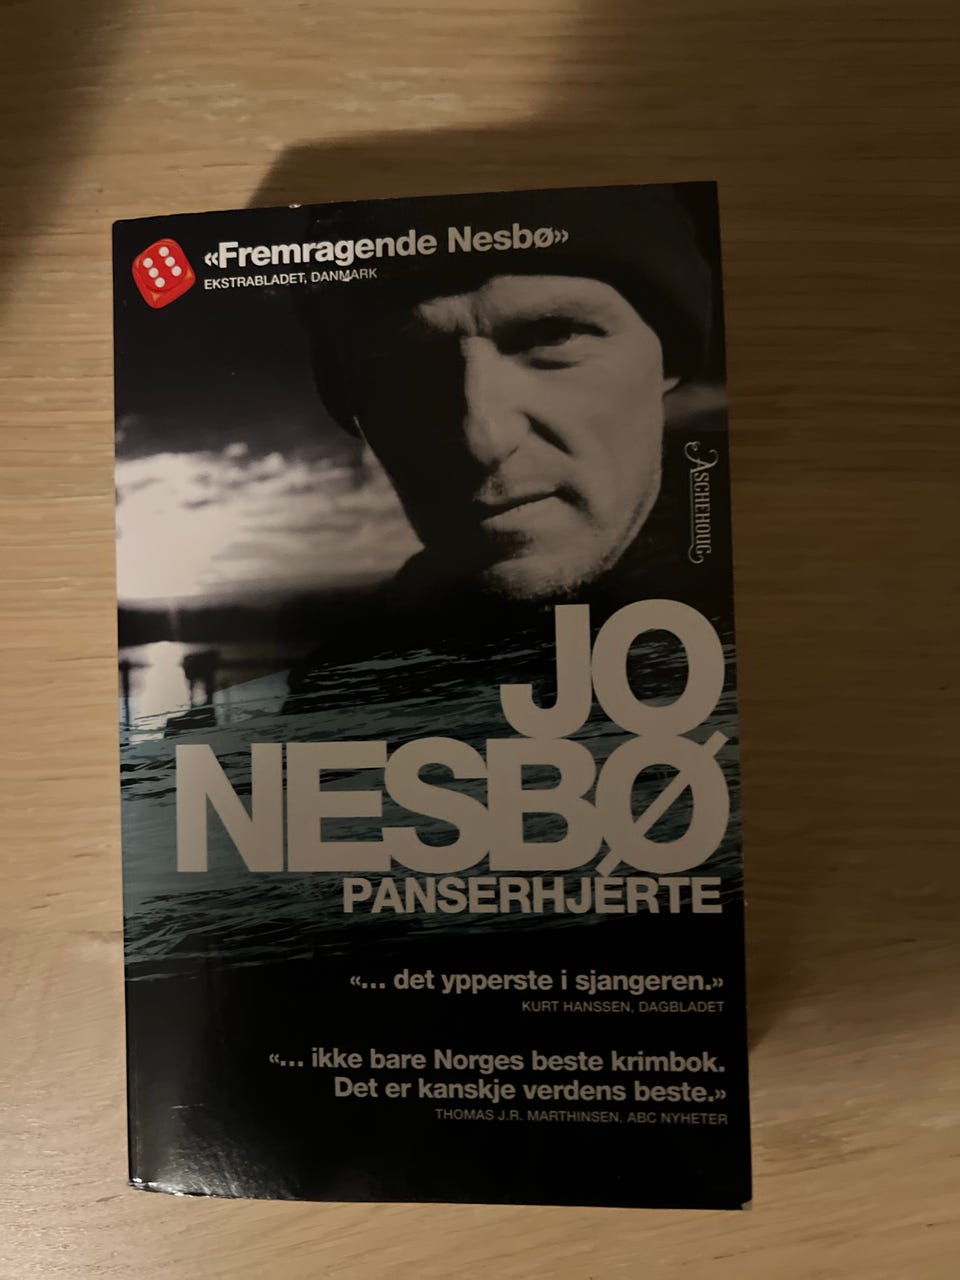 «Fremragende Nesbø»
EKSTRABLADET, DANMARK
ASCHEHOUG
JO
NESBØ
PANSERHJERTE
«... det ypperste i sjangeren.»
KURT HANSSEN, DAGBLADET
«... ikke bare Norges beste krimbok.
Det er kanskje verdens beste.»
THOMAS J.R. MARTHINSEN, ABC NYHETER